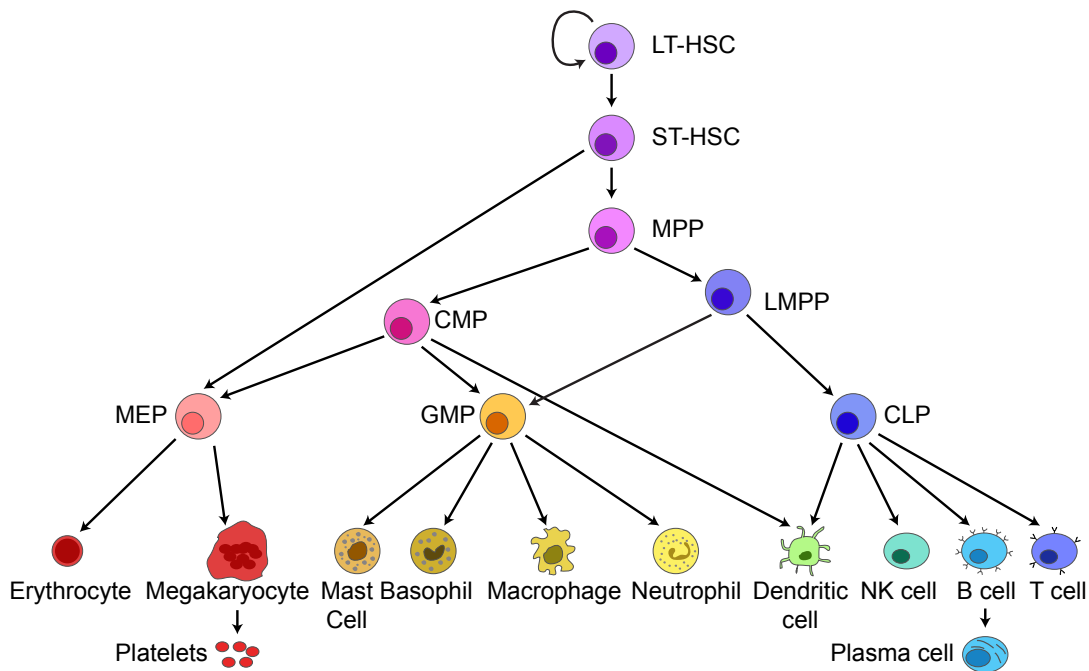 LT-HSC
ST-HSC
MPP
LMPP
CMP
MEP
GMP
CLP
Erythrocyte
Megakaryocyte
Mast
Cell
Basophil
Macrophage
Neutrophil
Dendritic
cell
NK cell
B cell
T cell
Platelets
Plasma cell